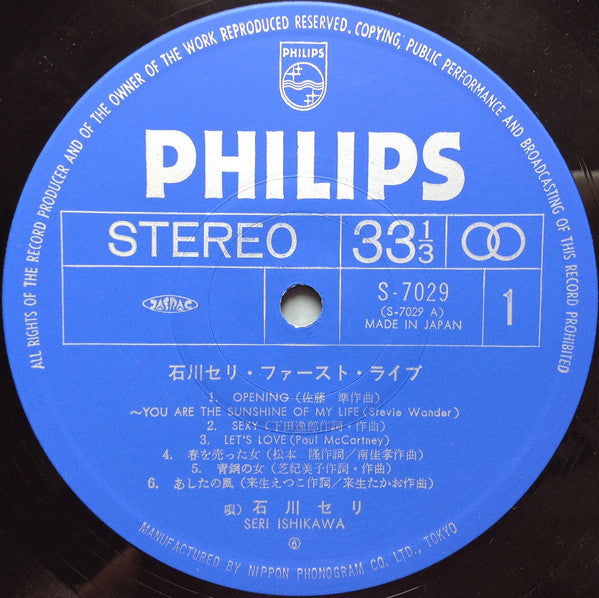 ALL RIGHTS OF THE RECORD PRODUCER AND OF THE OWNER OF THE WORK REPRODUCED RESERVED. COPYING, PUBLIC PERFORMANCE AND BROADCASTING OF THIS RECORD PROHIBITED
PHILIPS
PHILIPS
STEREO 33 1/3
JASRAC S-7029 1
(S-7029 A)
MADE IN JAPAN
石川セリ・ファースト・ライブ
1. OPENING (佐藤 準作曲)
~YOU ARE THE SUNSHINE OF MY LIFE (Stevie Wonder)
2. SEXY (下田逸郎作詞・作曲)
3. LET'S LOVE (Paul McCartney)
4. 春を売った女 (松本 隆作詞/南佳孝作曲)
5. 青鋼の女 (芝紀美子作詞・作曲)
6. あしたの風 (来生えつこ作詞/来生たかお作曲)
唄) 石川セリ
SERI ISHIKAWA
⑥
MANUFACTURED BY NIPPON PHONOGRAM CO. LTD., TOKYO